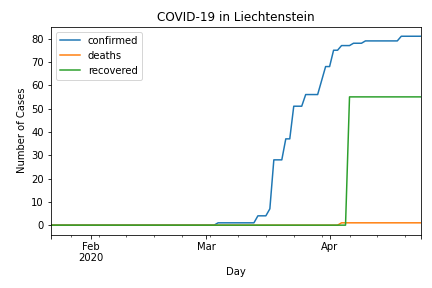 COVID-19 in Liechtenstein
confirmed
deaths
recovered
Number of Cases
80
70
60
50
40
30
20
10
0
Feb
2020
Mar
Apr
Day